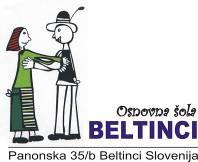 Osnovna šola
BELTINCI
Panonska 35/b Beltinci Slovenija